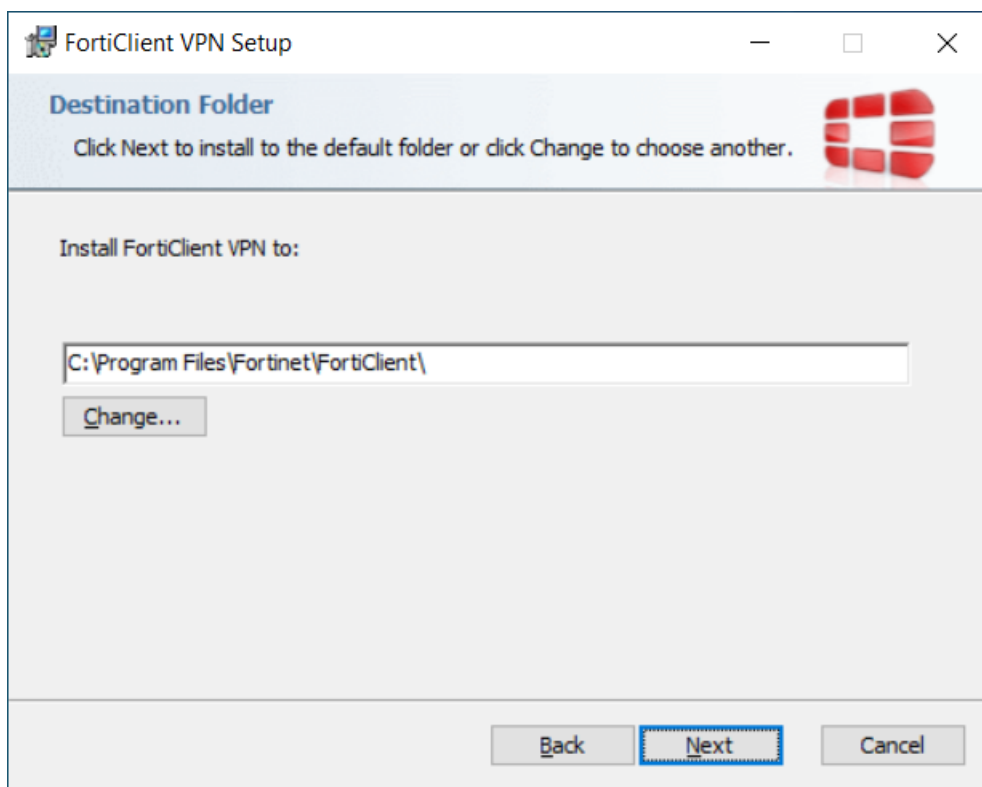 FortiClient VPN Setup
Destination Folder
Click Next to install to the default folder or click Change to choose another.
Install FortiClient VPN to:
C:\Program Files\Fortinet\FortiClient\
Change...
Back Next Cancel